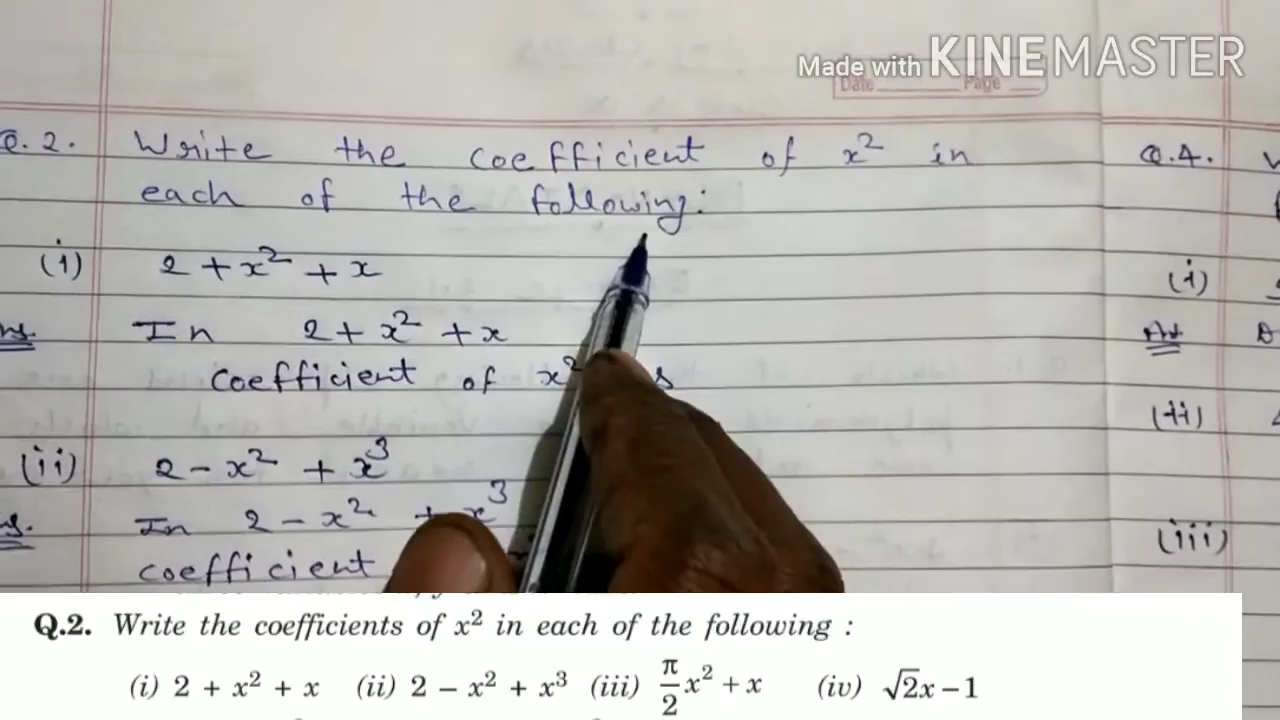 Made with KINEMASTER
Date Page
Q.2. Write the coefficient of x² in
each of the following:
(i) 2 + x² + x
Ans. In 2 + x² + x
coefficient of x²
(ii) 2 - x² + x³
Ans. In 2 - x² + x³
coefficient
Q.4.
(i)
Ans
(ii)
(iii)
Q.2. Write the coefficients of x² in each of the following :
(i) 2 + x² + x (ii) 2 – x² + x³ (iii) π/2 x² + x (iv) √2x – 1